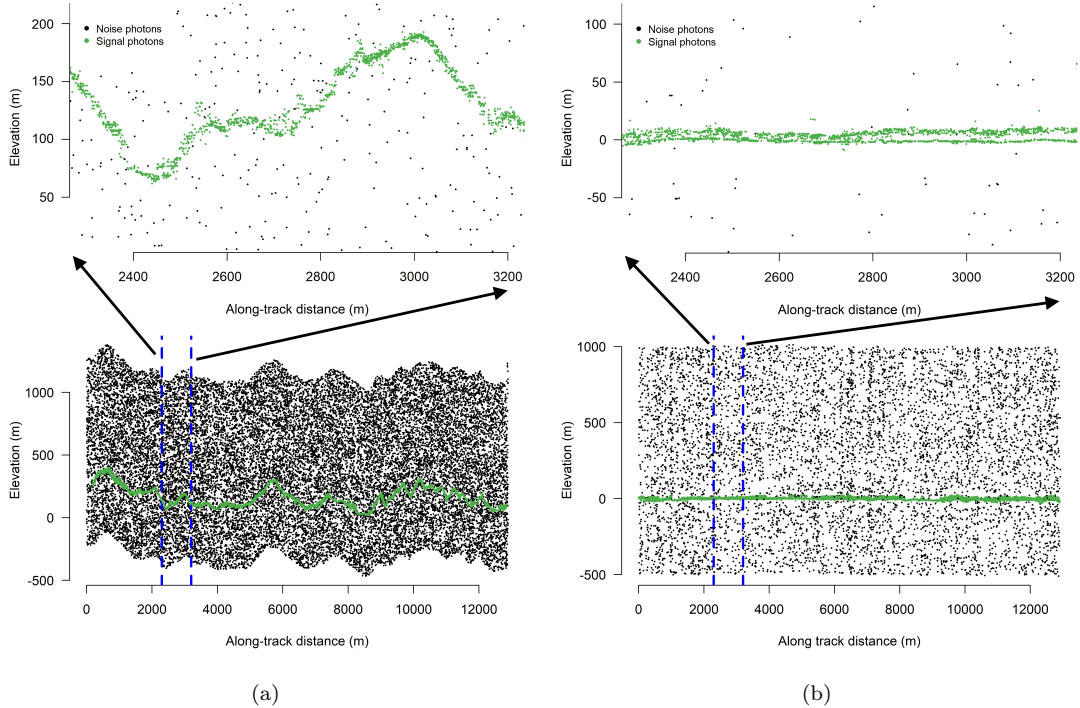 200
150
100
50
Elevation (m)
Noise photons
Signal photons
2400 2600 2800 3000 3200
Along-track distance (m)
1000
500
0
-500
Elevation (m)
0 2000 4000 6000 8000 10000 12000
Along-track distance (m)
(a)
100
50
0
-50
Elevation (m)
Noise photons
Signal photons
2400 2600 2800 3000 3200
Along-track distance (m)
1000
500
0
-500
Elevation (m)
0 2000 4000 6000 8000 10000 12000
Along track distance (m)
(b)